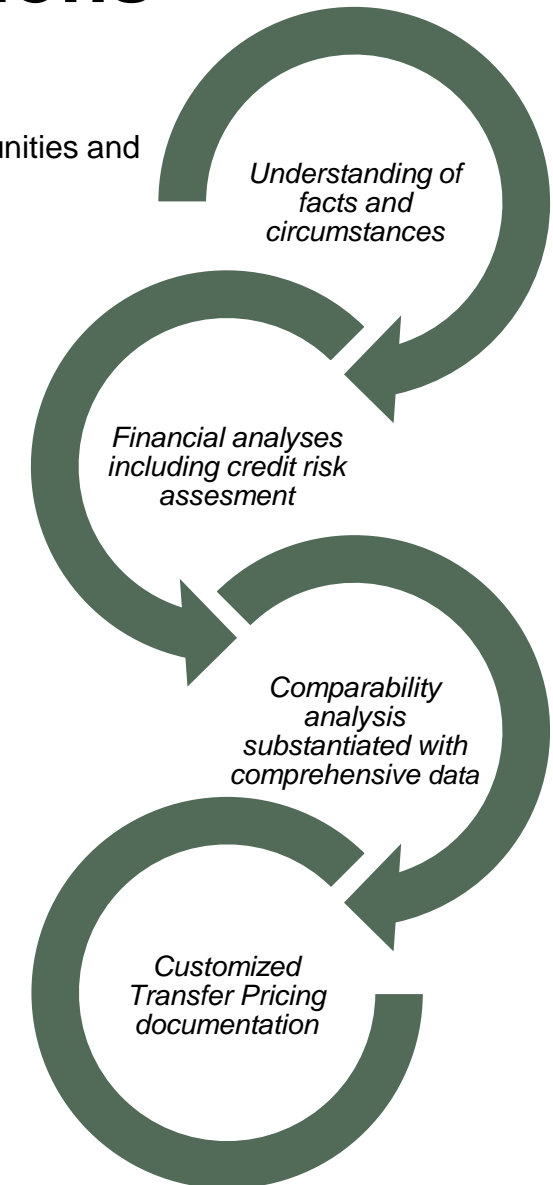 unities and
Understanding of
facts and
circumstances
Financial analyses
including credit risk
assesment
Comparability
analysis
substantiated with
comprehensive data
Customized
Transfer Pricing
documentation